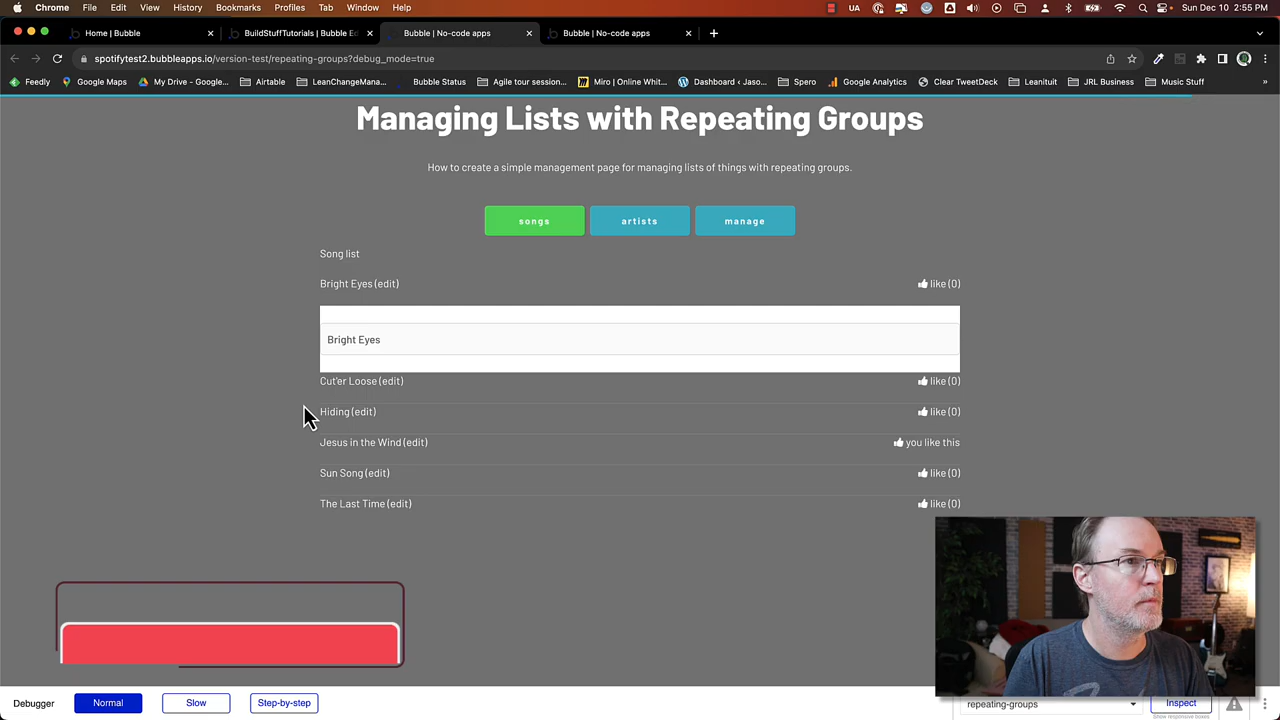 Chrome File Edit View History Bookmarks Profiles Tab Window Help UA Sun Dec 10 2:55 PM
Home | Bubble BuildStuffTutorials | Bubble Ed Bubble | No-code apps Bubble | No-code apps
spotifytest2.bubbleapps.io/version-test/repeating-groups?debug_mode=true
Feedly Google Maps My Drive - Google... Airtable LeanChangeMana... Bubble Status Agile tour session... Miro | Online Whit... Dashboard ‹ Jaso... Spero Google Analytics Clear TweetDeck Leanituit JRL Business Music Stuff
Managing Lists with Repeating Groups
How to create a simple management page for managing lists of things with repeating groups.
songs artists manage
Song list
Bright Eyes (edit) like (0)
Bright Eyes
Cut'er Loose (edit) like (0)
Hiding (edit) like (0)
Jesus in the Wind (edit) you like this
Sun Song (edit) like (0)
The Last Time (edit) like (0)
Debugger Normal Slow Step-by-step repeating-groups Inspect
Show responsive boxes